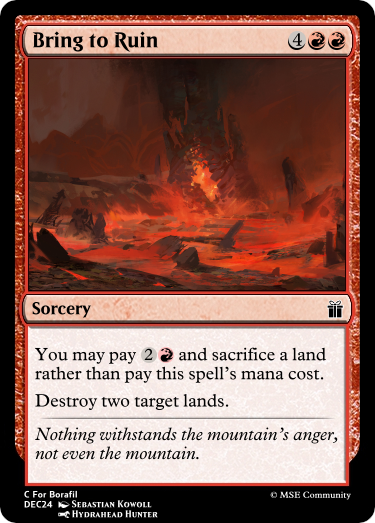 Bring to Ruin 4
Sorcery
You may pay 2 and sacrifice a land
rather than pay this spell's mana cost.
Destroy two target lands.
Nothing withstands the mountain's anger,
not even the mountain.
C For Borafil
DEC24 Sebastian Kowoll © MSE Community
Hydrahead Hunter